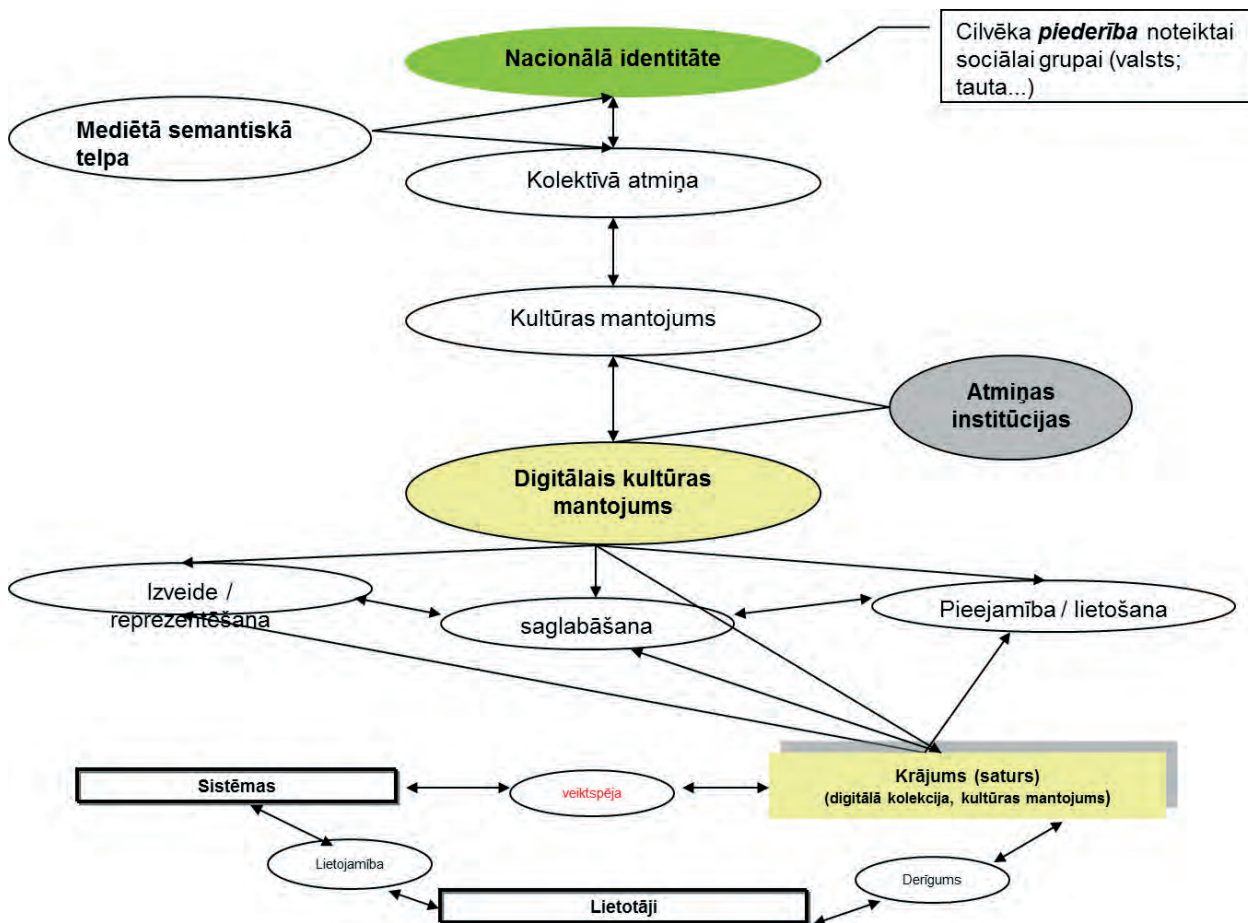 Nacionālā identitāte
Cilvēka piederība noteiktai
sociālai grupai (valsts;
tauta...)
Mediētā semantiskā
telpa
Kolektīvā atmiņa
Kultūras mantojums
Atmiņas
institūcijas
Digitālais kultūras
mantojums
Izveide /
reprezentēšana
saglabāšana
Pieejamība / lietošana
Sistēmas
veiktspēja
Krājums (saturs)
(digitālā kolekcija, kultūras mantojums)
Lietojamība
Derīgums
Lietotāji